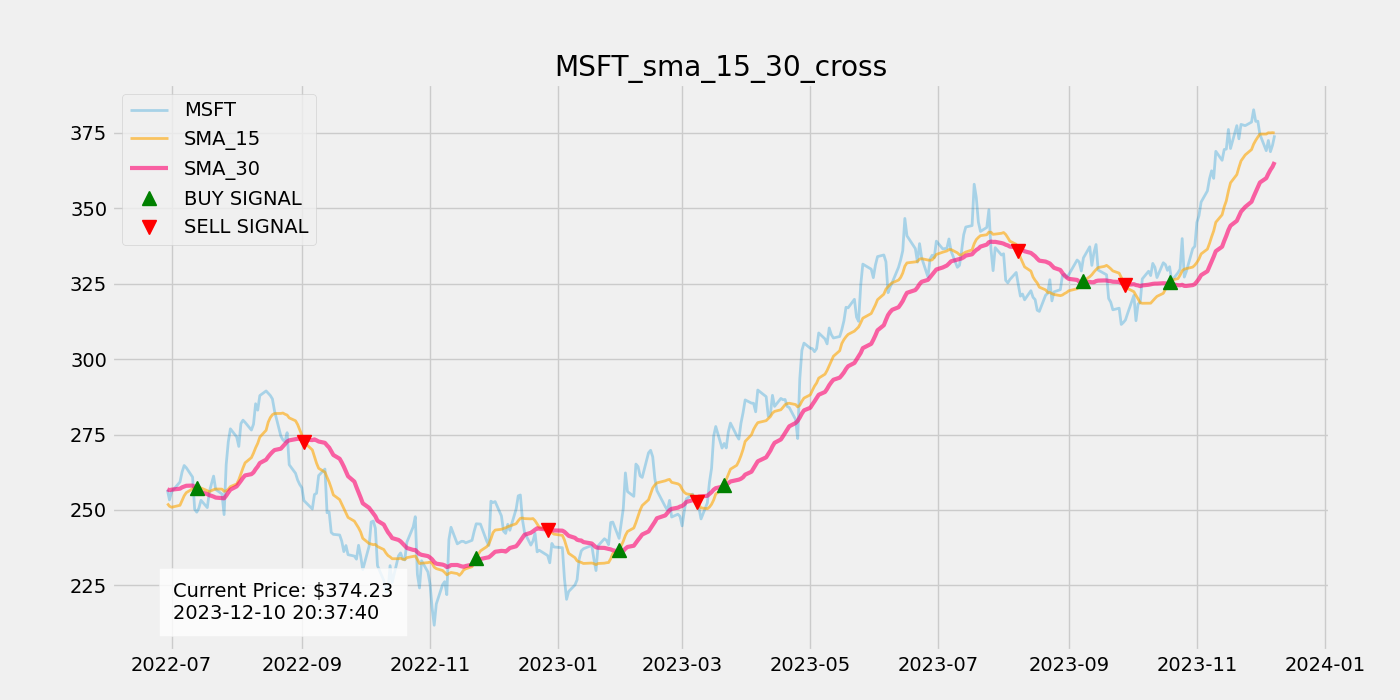 MSFT_sma_15_30_cross
MSFT
SMA_15
SMA_30
BUY SIGNAL
SELL SIGNAL
375
350
325
300
275
250
225
Current Price: $374.23
2023-12-10 20:37:40
2022-07 2022-09 2022-11 2023-01 2023-03 2023-05 2023-07 2023-09 2023-11 2024-01